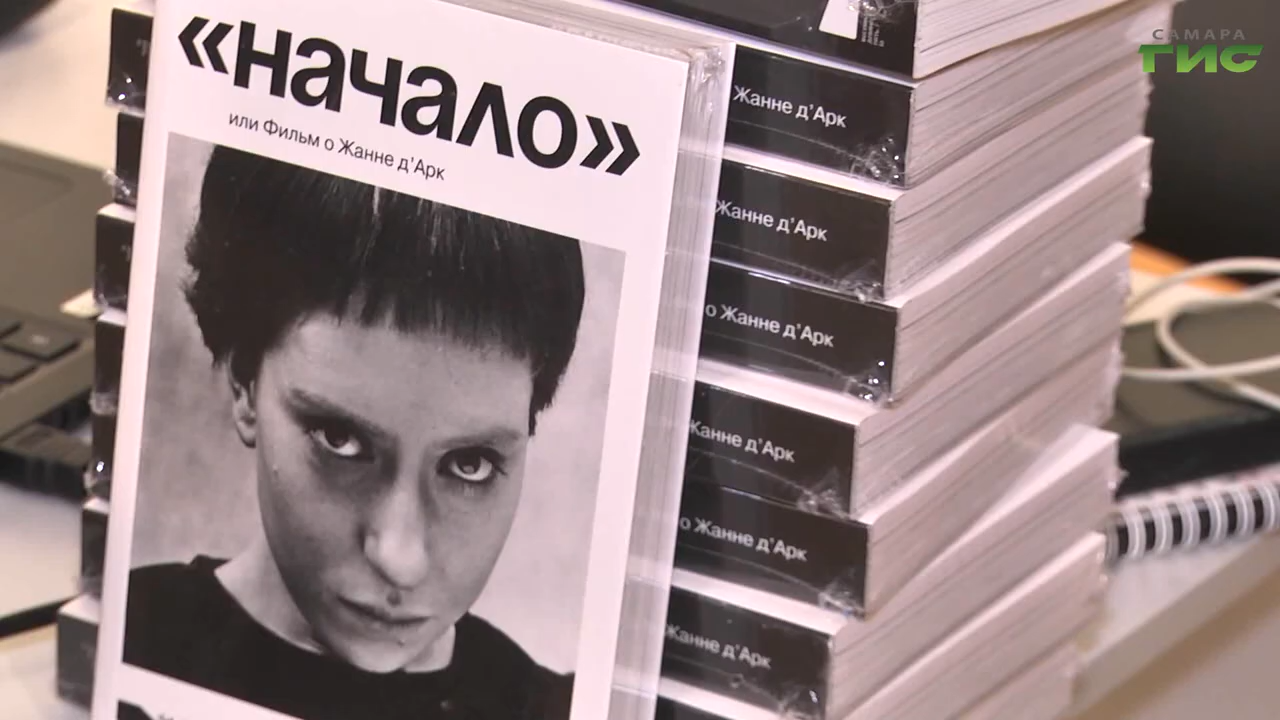 «начало»
или Фильм о Жанне д'Арк
Жанне д'Арк
Жанне д'Арк
о Жанне д'Арк
Жанне д'Арк
о Жанне д'Арк
Жанне д'Арк
САМАРА
ГИС